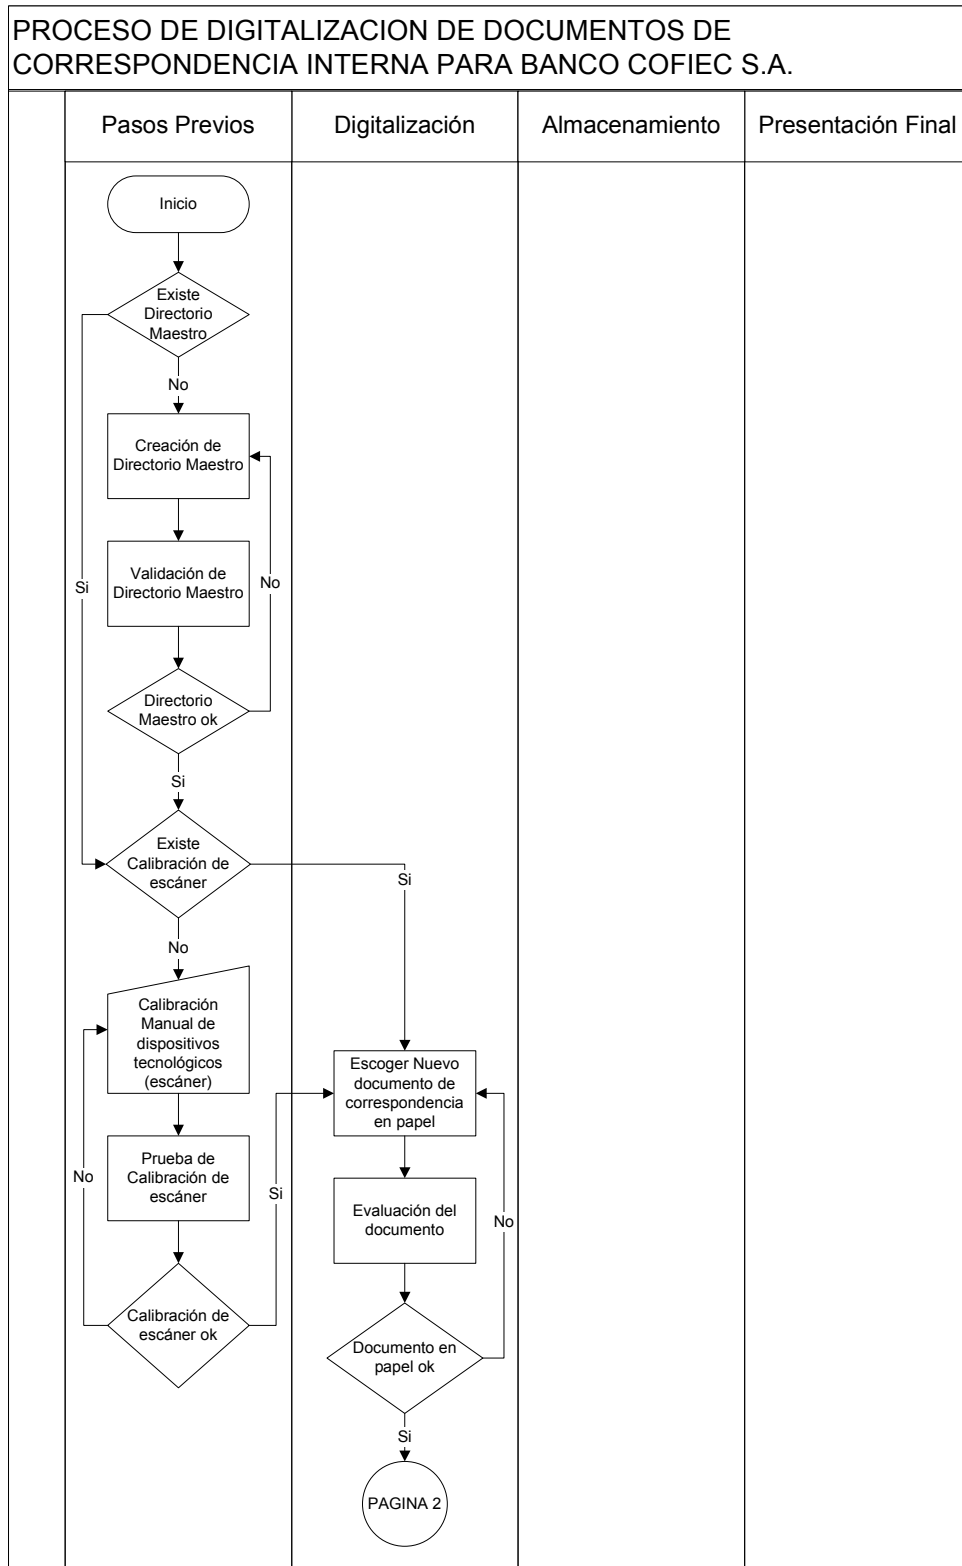 PROCESO DE DIGITALIZACION DE DOCUMENTOS DE
CORRESPONDENCIA INTERNA PARA BANCO COFIEC S.A.
Pasos Previos
Digitalización
Almacenamiento
Presentación Final
Inicio
Existe
Directorio
Maestro
No
Creación de
Directorio Maestro
Si
Validación de
Directorio Maestro
No
Directorio
Maestro ok
Si
Existe
Calibración de
escáner
Si
No
Calibración
Manual de
dispositivos
tecnológicos
(escáner)
Escoger Nuevo
documento de
correspondencia
en papel
No
Prueba de
Calibración de
escáner
Si
Evaluación del
documento
No
Calibración de
escáner ok
Documento en
papel ok
Si
PAGINA 2